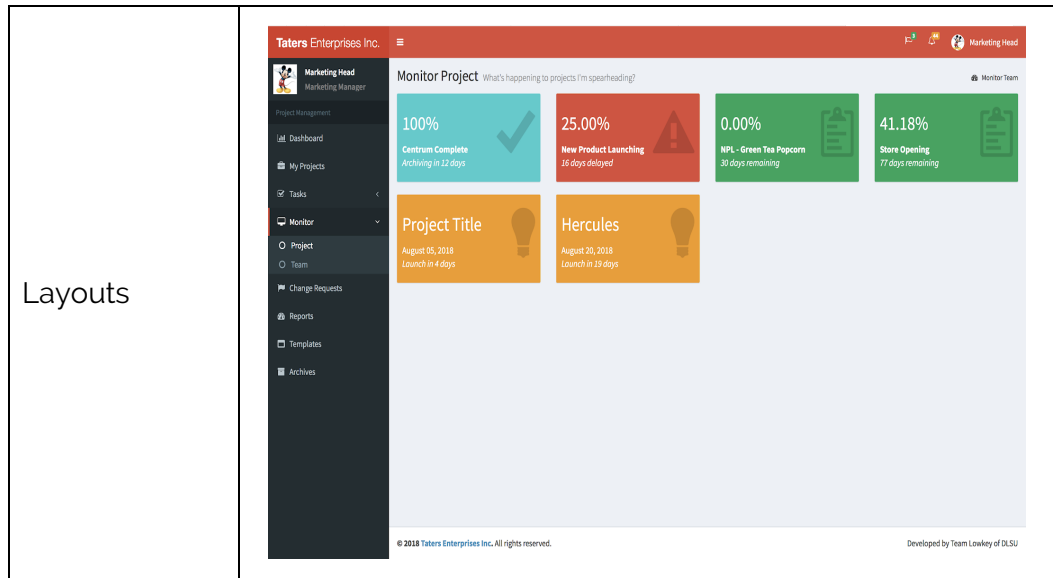 Layouts
Taters Enterprises Inc.
Marketing Head
Marketing Head
Marketing Manager
Project Management
Dashboard
My Projects
Tasks
Monitor
Project
Team
Change Requests
Reports
Templates
Archives
Monitor Project What's happening to projects I'm spearheading?
Monitor Team
100%
Centrum Complete
Archiving in 12 days
25.00%
New Product Launching
16 days delayed
0.00%
NPL - Green Tea Popcorn
30 days remaining
41.18%
Store Opening
77 days remaining
Project Title
August 05, 2018
Launch in 4 days
Hercules
August 20, 2018
Launch in 19 days
© 2018 Taters Enterprises Inc. All rights reserved.
Developed by Team Lowkey of DLSU